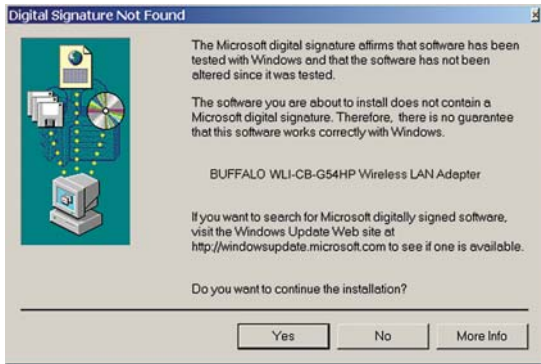 Digital Signature Not Found
The Microsoft digital signature affirms that software has been
tested with Windows and that the software has not been
altered since it was tested.
The software you are about to install does not contain a
Microsoft digital signature. Therefore, there is no guarantee
that this software works correctly with Windows.
BUFFALO WLI-CB-G54HP Wireless LAN Adapter
If you want to search for Microsoft digitally signed software,
visit the Windows Update Web site at
http://windowsupdate.microsoft.com to see if one is available.
Do you want to continue the installation?
Yes No More Info